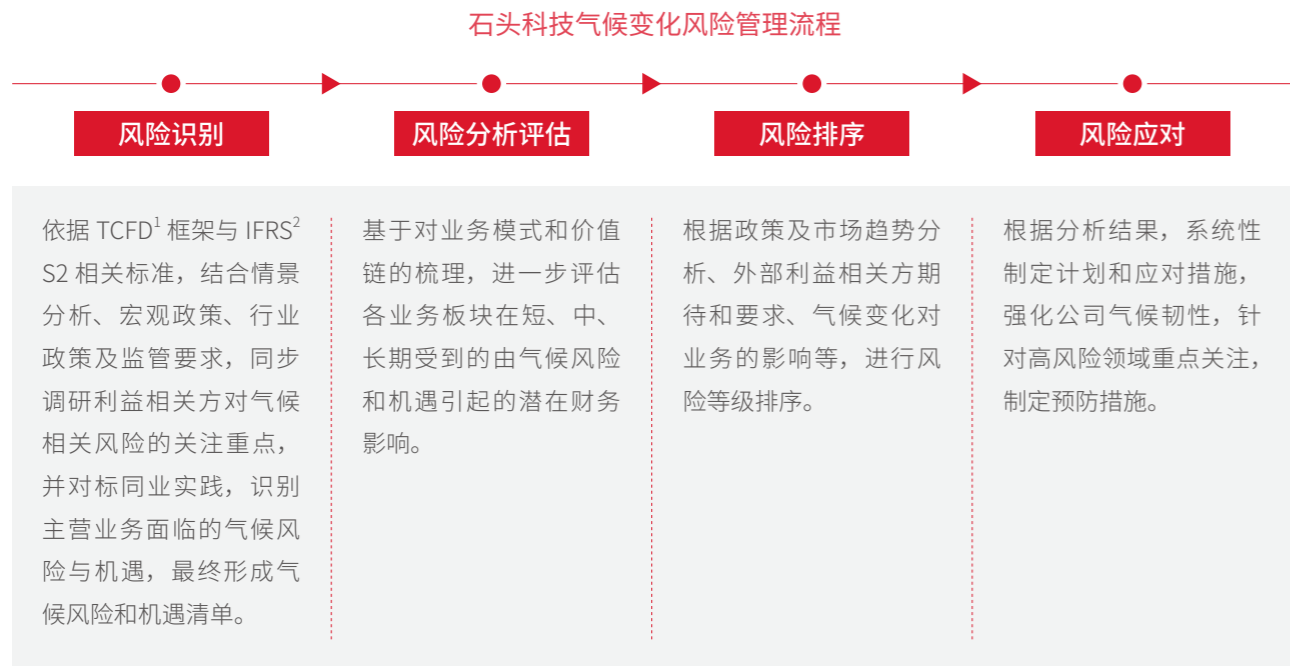 石头科技气候变化风险管理流程
风险识别
风险分析评估
风险排序
风险应对
依据 TCFD1 框架与 IFRS2
S2 相关标准，结合情景
分析、宏观政策、行业
政策及监管要求，同步
调研利益相关方对气候
相关风险的关注重点，
并对标同业实践，识别
主营业务面临的气候风
险与机遇，最终形成气
候风险和机遇清单。
基于对业务模式和价值
链的梳理，进一步评估
各业务板块在短、中、
长期受到的由气候风险
和机遇引起的潜在财务
影响。
根据政策及市场趋势分
析、外部利益相关方期
待和要求、气候变化对
业务的影响等，进行风
险等级排序。
根据分析结果，系统性
制定计划和应对措施，
强化公司气候韧性，针
对高风险领域重点关注，
制定预防措施。